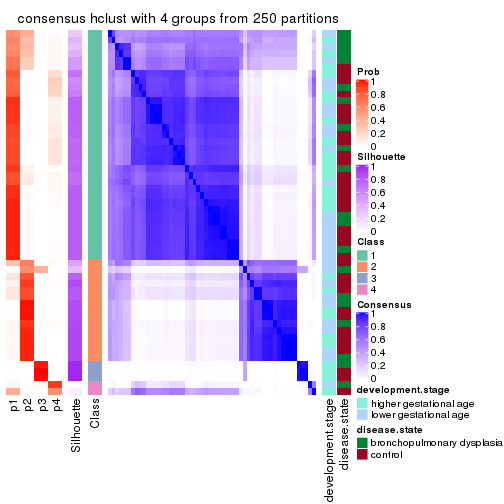 consensus hclust with 4 groups from 250 partitions
Prob
1
0.8
0.6
0.4
0.2
0
Silhouette
1
0.8
0.6
0.4
0.2
0
Class
1
2
3
4
Consensus
1
0.8
0.6
0.4
0.2
0
development.stage
higher gestational age
lower gestational age
disease.state
bronchopulmonary dysplasia
control
p1
p2
p3
p4
Silhouette
Class
development.stage
disease.state